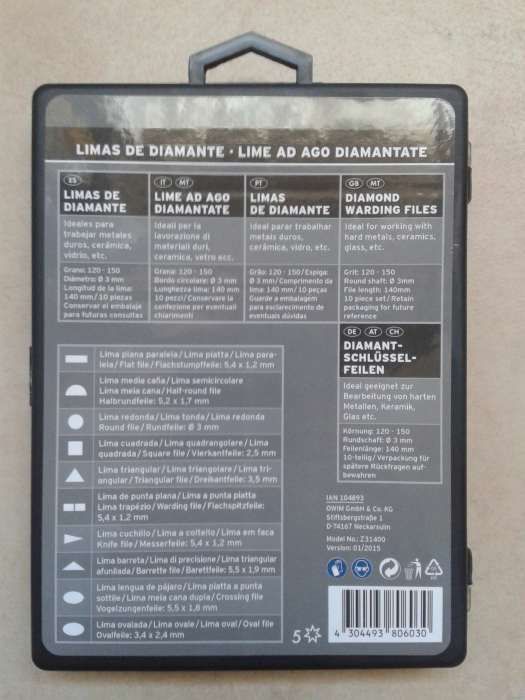 LIMAS DE DIAMANTE · LIME AD AGO DIAMANTATE
ES
LIMAS DE
DIAMANTE
Ideales para
trabajar metales
duros, cerámica,
vidrio, etc.
Grano: 120 - 150
Diámetro: Ø 3 mm
Longitud de la lima:
140 mm / 10 piezas
Conservar el embalaje
para futuras consultas
IT MT
LIME AD AGO
DIAMANTATE
Ideali per la
lavorazione di
materiali duri,
ceramica, vetro ecc.
Grana: 120 - 150
Bordo circolare: Ø 3 mm
Lunghezza lima: 140 mm
10 pezzi / Conservare la
confezione per eventuali
chiarimenti
PT
LIMAS
DE DIAMANTE
Ideal parar trabalhar
metais duros,
cerâmica, vidro, etc.
Grão: 120 - 150 / Espiga:
Ø 3 mm / Comprimento da
lima: 140 mm / 10 peças
Guarde a embalagem
para esclarecimento de
eventuais dúvidas
GB MT
DIAMOND
WARDING FILES
Ideal for working with
hard metals, ceramics,
glass, etc.
Grit: 120 - 150
Round shaft: Ø 3mm
File length: 140mm
10 piece set / Retain
packaging for future
reference
DE AT CH
DIAMANT-
SCHLÜSSEL-
FEILEN
Ideal geeignet zur
Bearbeitung von harten
Metallen, Keramik,
Glas etc.
Körnung: 120 - 150
Rundschaft: Ø 3 mm
Feilenlänge: 140 mm
10-teilig / Verpackung für
spätere Rückfragen auf-
bewahren
Lima plana paralela / Lima piatta / Lima para-
lela / Flat file / Flachstumpffeile: 5,4 x 1,2 mm
Lima media caña / Lima semicircolare
Lima meia cana / Half-round file
Halbrundfeile: 5,2 x 1,7 mm
Lima redonda / Lima tonda / Lima redonda
Round file / Rundfeile: Ø 3 mm
Lima cuadrada / Lima quadrangolare / Lima
quadrada / Square file / Vierkantfeile: 2,5 mm
Lima triangular / Lima triangolare / Lima tri-
angular / Triangular file / Dreikantfeile: 3,5 mm
Lima de punta plana / Lima a punta piatta
Lima trapézio / Warding file / Flachspitzfeile:
5,4 x 1,2 mm
Lima cuchillo / Lima a coltello / Lima em faca
Knife file / Messerfeile: 5,4 x 1,2 mm
Lima barreta / Lima di precisione / Lima triangular
afunilada / Barrette file / Barettfeile: 5,5 x 1,9 mm
Lima lengua de pájaro / Lima piatta a punta
sottile / Lima meia cana dupla / Crossing file
Vogelzungenfeile: 5,5 x 1,8 mm
Lima ovalada / Lima ovale / Lima oval / Oval file
Ovalfeile: 3,4 x 2,4 mm
IAN 104893
OWIM GmbH & Co. KG
Stiftsbergstraße 1
D-74167 Neckarsulm
Model No.: Z31400
Version: 01/2015
5
4 304493 806030